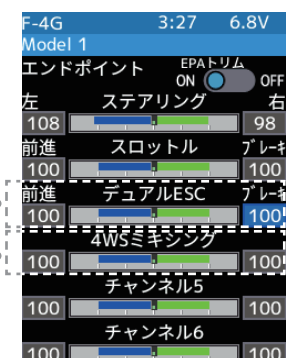 F-4G 3:27 6.8V
Model 1
エンドポイント EPAトリム
ON OFF
左 ステアリング 右
108 98
前進 スロットル ブレーキ
100 100
前進 デュアルESC ブレーキ
100 100
4WSミキシング
100 100
チャンネル5
100 100
チャンネル6
100 100